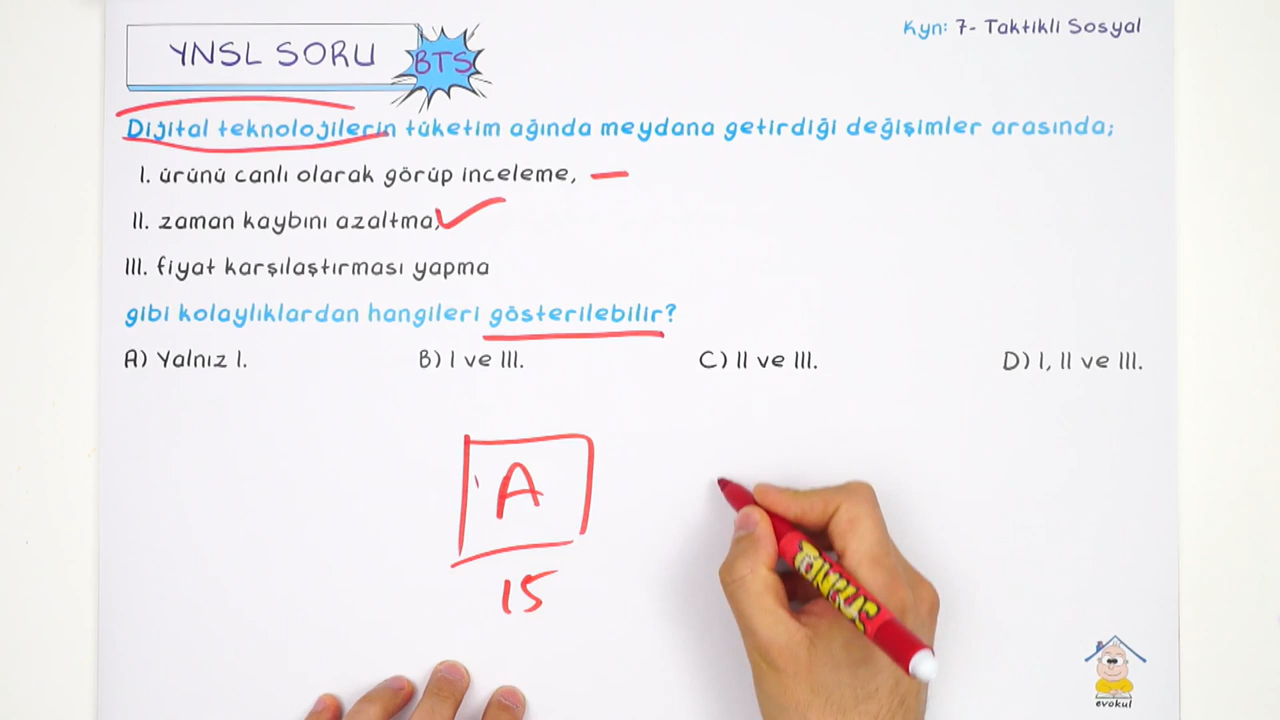 YNSL SORU BTS
Kyn: 7- Taktikli Sosyal
Dijital teknolojilerin tüketim ağında meydana getirdiği değişimler arasında;
I. ürünü canlı olarak görüp inceleme,
II. zaman kaybını azaltma,
III. fiyat karşılaştırması yapma
gibi kolaylıklardan hangileri gösterilebilir?
A) Yalnız I.
B) I ve III.
C) II ve III.
D) I, II ve III.
A
15
evokul